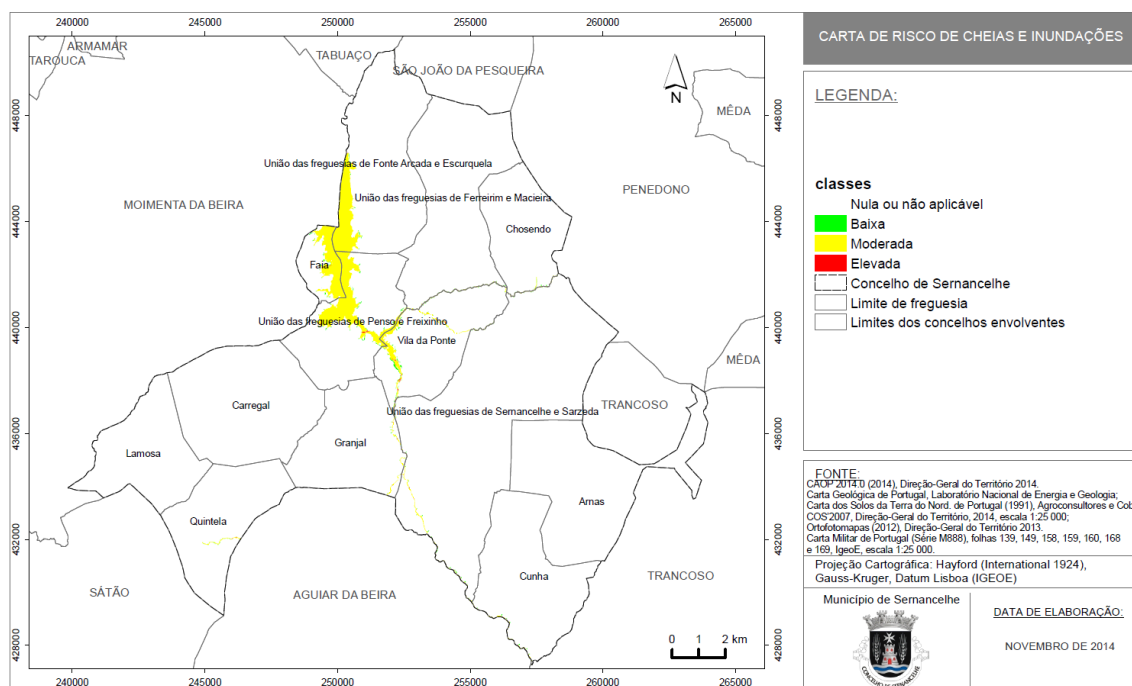 240000 245000 250000 255000 260000 265000
CARTA DE RISCO DE CHEIAS E INUNDAÇÕES
ARMAMAR
TAROUCA
TABUAÇO
SÃO JOÃO DA PESQUEIRA
N
MÊDA
LEGENDA:
448000
448000
União das freguesias de Fonte Arcada e Escurquela
PENEDONO
classes
União das freguesias de Ferreirim e Macieira
MOIMENTA DA BEIRA
Nula ou não aplicável
Baixa
Moderada
Elevada
Concelho de Sernancelhe
Limite de freguesia
Limites dos concelhos envolventes
444000
444000
Chosendo
Faia
União das freguesias de Penso e Freixinho
440000
440000
Vila da Ponte
MÊDA
Carregal
TRANCOSO
União das freguesias de Sernancelhe e Sarzeda
436000
436000
Granjal
Lamosa
Arnas
Quintela
432000
432000
Cunha
SÁTÃO
AGUIAR DA BEIRA
TRANCOSO
428000
428000
0 1 2 km
240000 245000 250000 255000 260000 265000
FONTE:
CAOP 2014.0 (2014), Direção-Geral do Território 2014.
Carta Geológica de Portugal, Laboratório Nacional de Energia e Geologia;
Carta dos Solos da Terra do Nord. de Portugal (1991), Agroconsultores e Cob
COS'2007, Direção-Geral do Território, 2014, escala 1:25 000;
Ortofotomapas (2012), Direção-Geral do Território 2013.
Carta Militar de Portugal (Série M888), folhas 139, 149, 158, 159, 160, 168
e 169, IgeoE, escala 1:25 000.
Projeção Cartográfica: Hayford (International 1924),
Gauss-Kruger, Datum Lisboa (IGEOE)
Município de Sernancelhe
DATA DE ELABORAÇÃO:
NOVEMBRO DE 2014